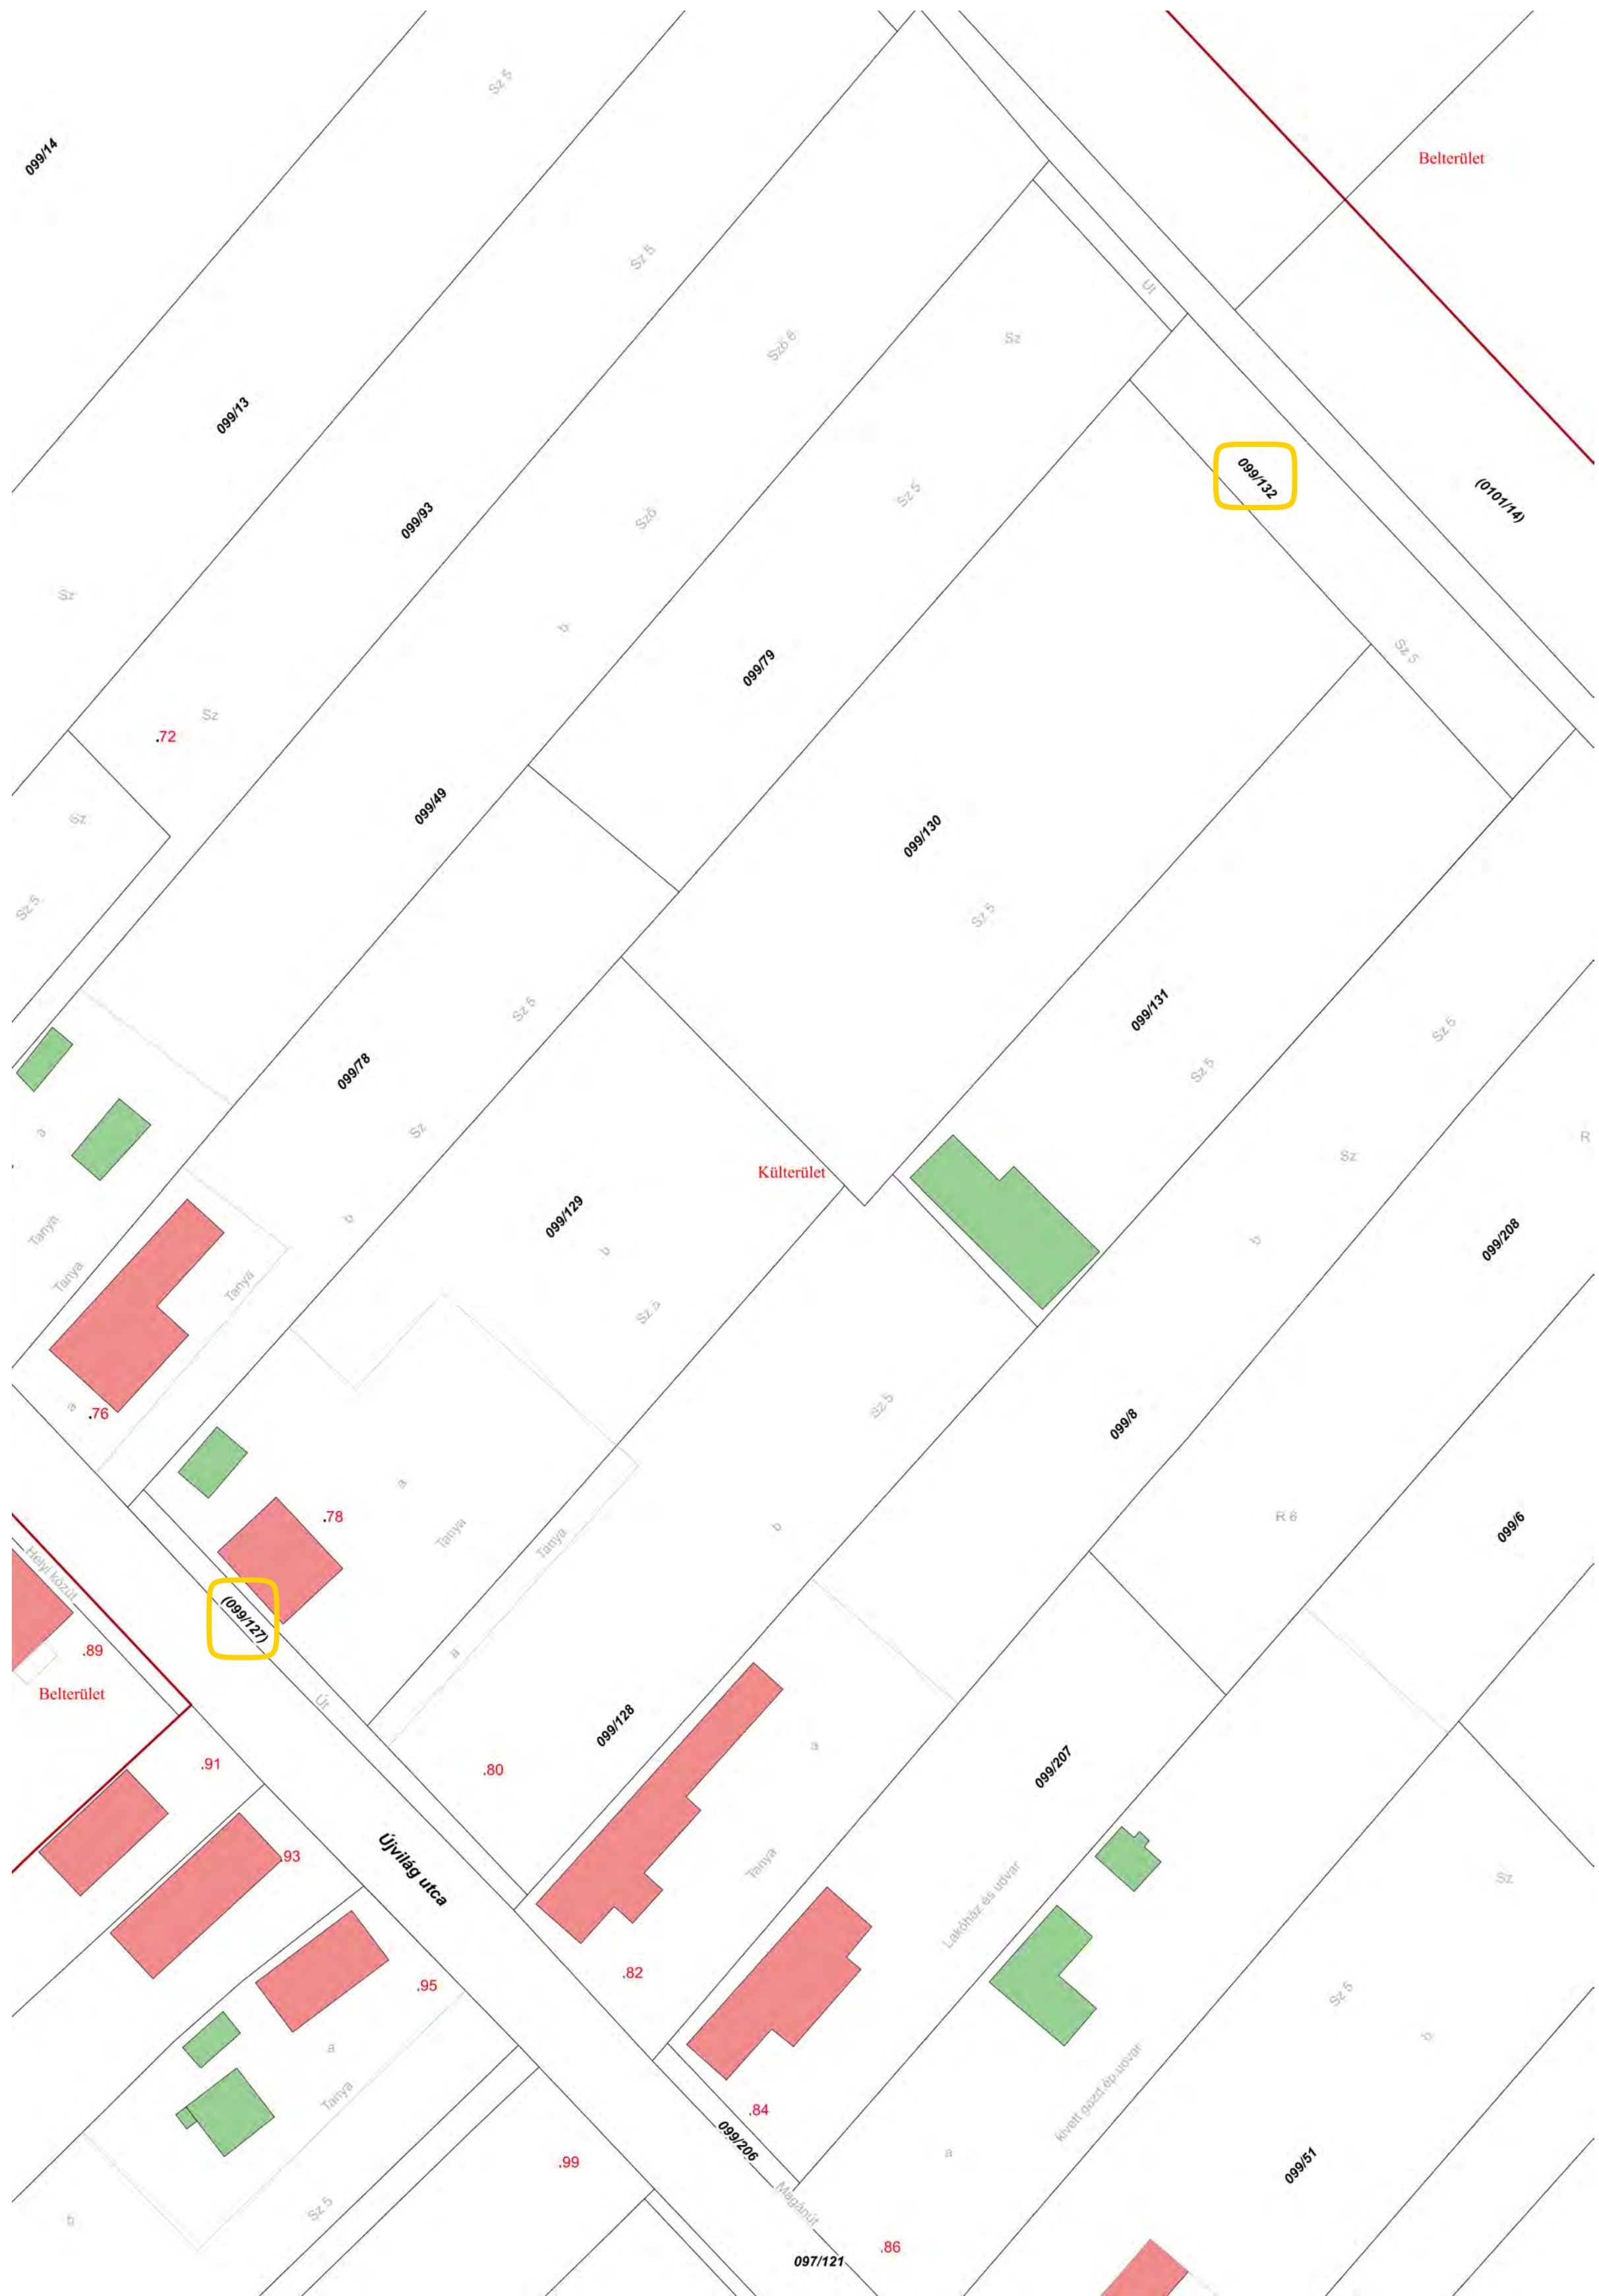 Sz 5
099/14
Belterület
Sz 5
Út
Sző 6
Sz
099/13
099/132
Sz 5
(0101/14)
099/93
Sző
Sz
b
Sz 5
099/79
Sz
.72
099/49
Sz
099/130
Sz 5
Sz 5
Sz 5
099/131
Sz 5
099/78
Sz 5
a
Sz
R
Sz
Külterület
b
099/129
099/208
Tanya
b
b
Tanya
Tanya
Sz 5
a
.76
Sz 5
099/8
a
.78
R 6
b
099/6
Tanya
Tanya
Helyi közút
(099/127)
.89
a
Belterület
Út
099/128
a
.91
.80
099/207
.93
Újvilág utca
Tanya
Sz
Lakóház és udvar
.82
.95
Sz 5
b
a
Tanya
.84
kivett gazd.ép.udvar
099/206
a
.99
099/51
Sz 5
Magánút
b
.86
097/121